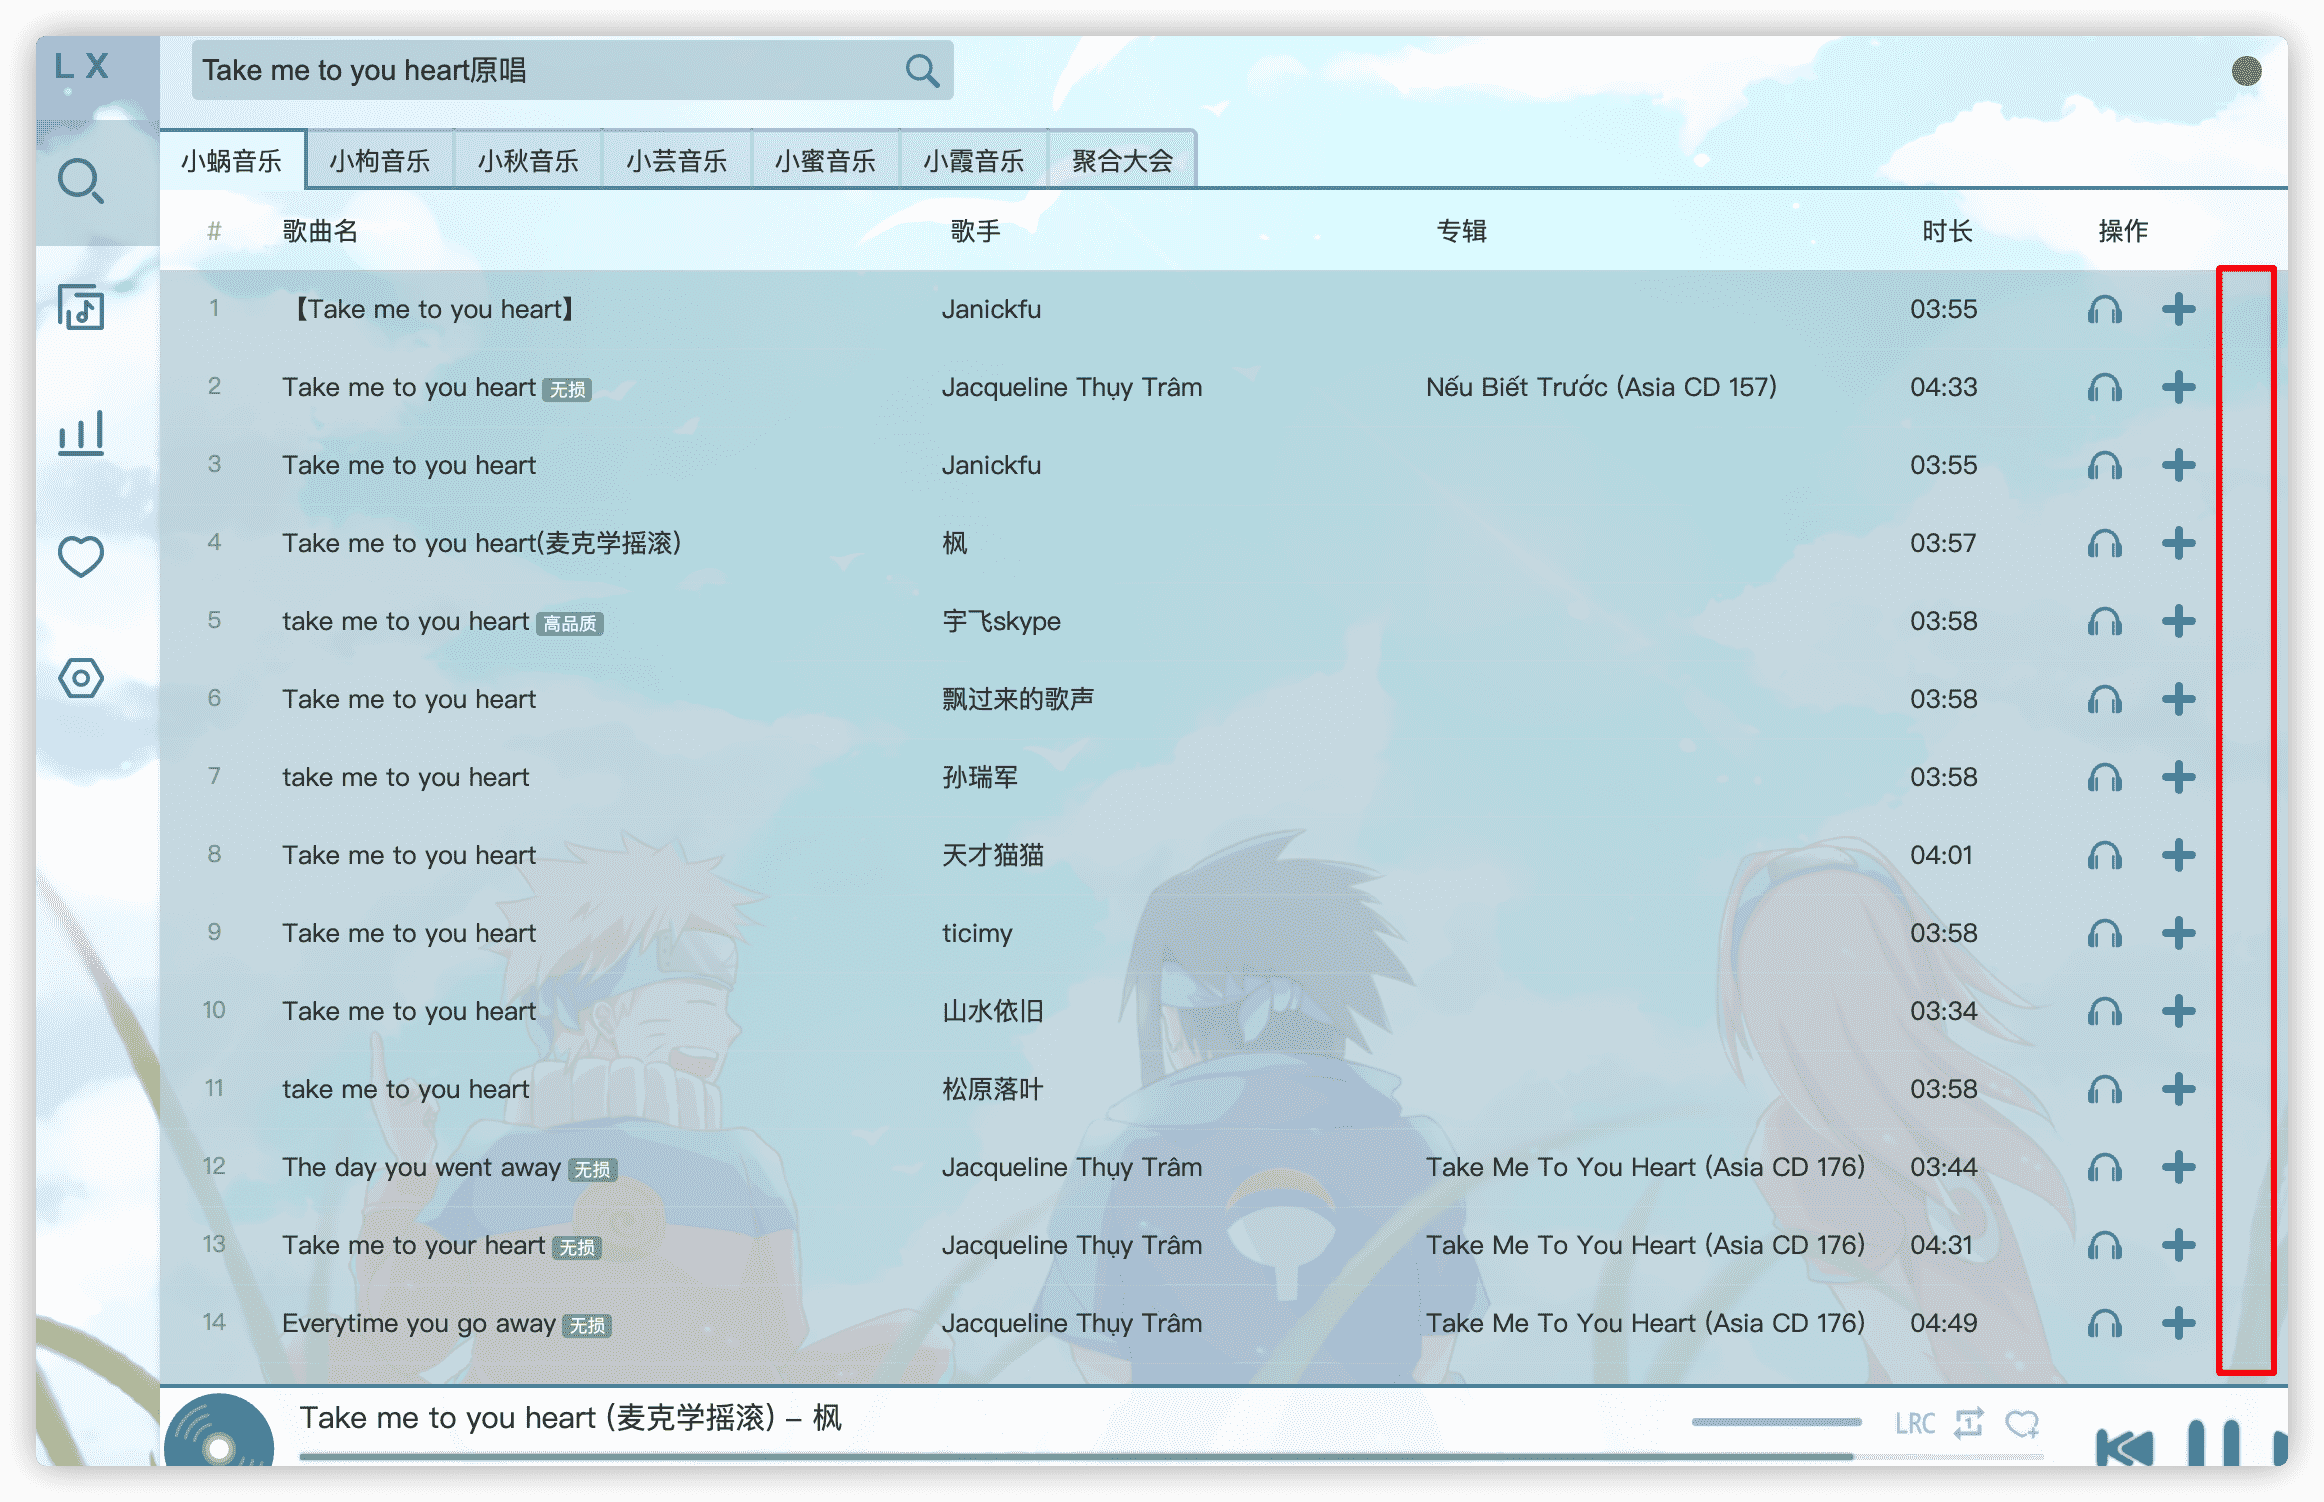 L X
Take me to you heart原唱
小蜗音乐 小枸音乐 小秋音乐 小芸音乐 小蜜音乐 小霞音乐 聚合大会
# 歌曲名 歌手 专辑 时长 操作
1 【Take me to you heart】 Janickfu 03:55
2 Take me to you heart 无损 Jacqueline Thụy Trâm Nếu Biết Trước (Asia CD 157) 04:33
3 Take me to you heart Janickfu 03:55
4 Take me to you heart(麦克学摇滚) 枫 03:57
5 take me to you heart 高品质 宇飞skype 03:58
6 Take me to you heart 飘过来的歌声 03:58
7 take me to you heart 孙瑞军 03:58
8 Take me to you heart 天才猫猫 04:01
9 Take me to you heart ticimy 03:58
10 Take me to you heart 山水依旧 03:34
11 take me to you heart 松原落叶 03:58
12 The day you went away 无损 Jacqueline Thụy Trâm Take Me To You Heart (Asia CD 176) 03:44
13 Take me to your heart 无损 Jacqueline Thụy Trâm Take Me To You Heart (Asia CD 176) 04:31
14 Everytime you go away 无损 Jacqueline Thụy Trâm Take Me To You Heart (Asia CD 176) 04:49
Take me to you heart (麦克学摇滚) – 枫
LRC 1